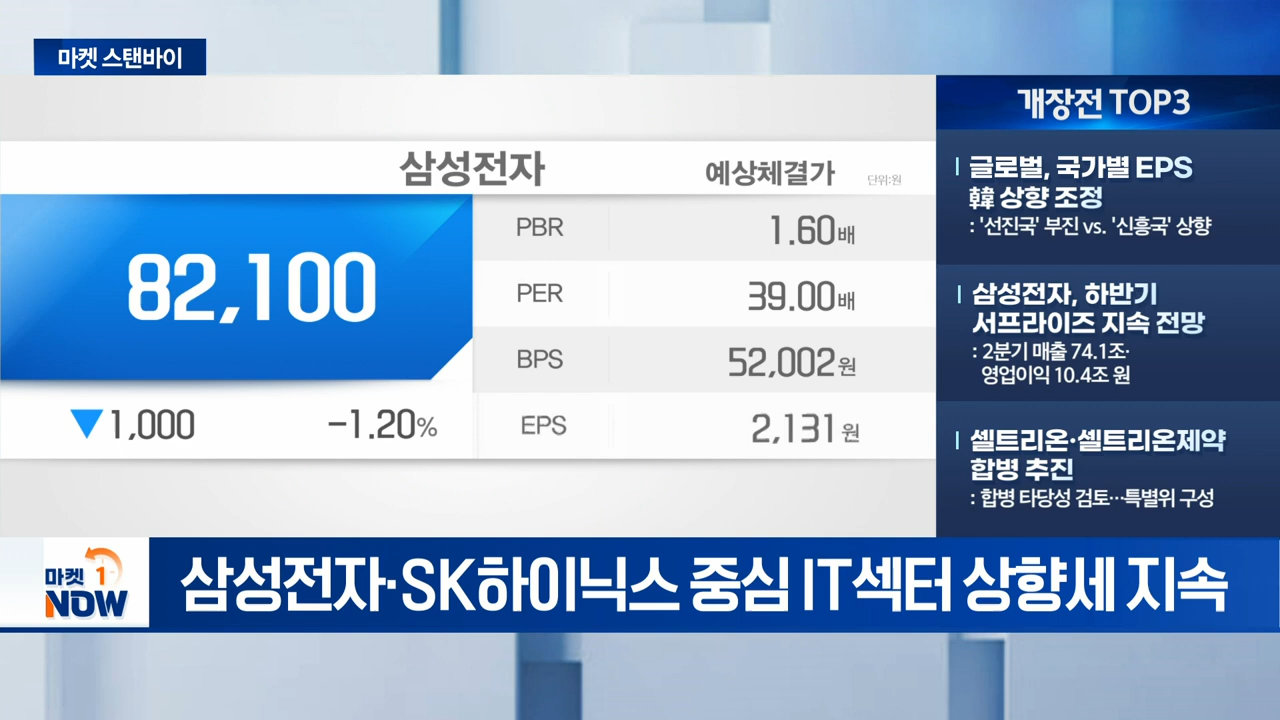 마켓 스탠바이
삼성전자 예상체결가 단위:원
82,100
▼1,000 -1.20%
PBR 1.60배
PER 39.00배
BPS 52,002원
EPS 2,131원
개장전 TOP3
글로벌, 국가별 EPS
韓 상향 조정
: '선진국' 부진 vs. '신흥국' 상향
삼성전자, 하반기
서프라이즈 지속 전망
: 2분기 매출 74.1조·
영업이익 10.4조 원
셀트리온·셀트리온제약
합병 추진
: 합병 타당성 검토…특별위 구성
마켓 1
NOW
삼성전자·SK하이닉스 중심 IT섹터 상향세 지속